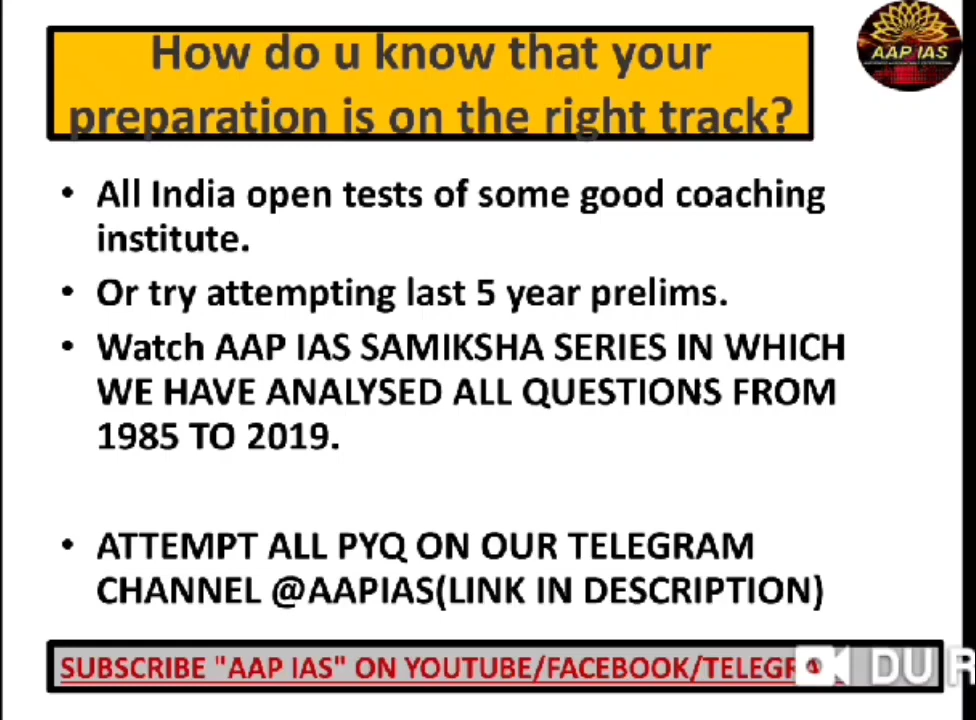 How do u know that your
preparation is on the right track?
AAP IAS
• All India open tests of some good coaching
institute.
• Or try attempting last 5 year prelims.
• Watch AAP IAS SAMIKSHA SERIES IN WHICH
WE HAVE ANALYSED ALL QUESTIONS FROM
1985 TO 2019.
• ATTEMPT ALL PYQ ON OUR TELEGRAM
CHANNEL @AAPIAS(LINK IN DESCRIPTION)
SUBSCRIBE "AAP IAS" ON YOUTUBE/FACEBOOK/TELEGRA
DU R